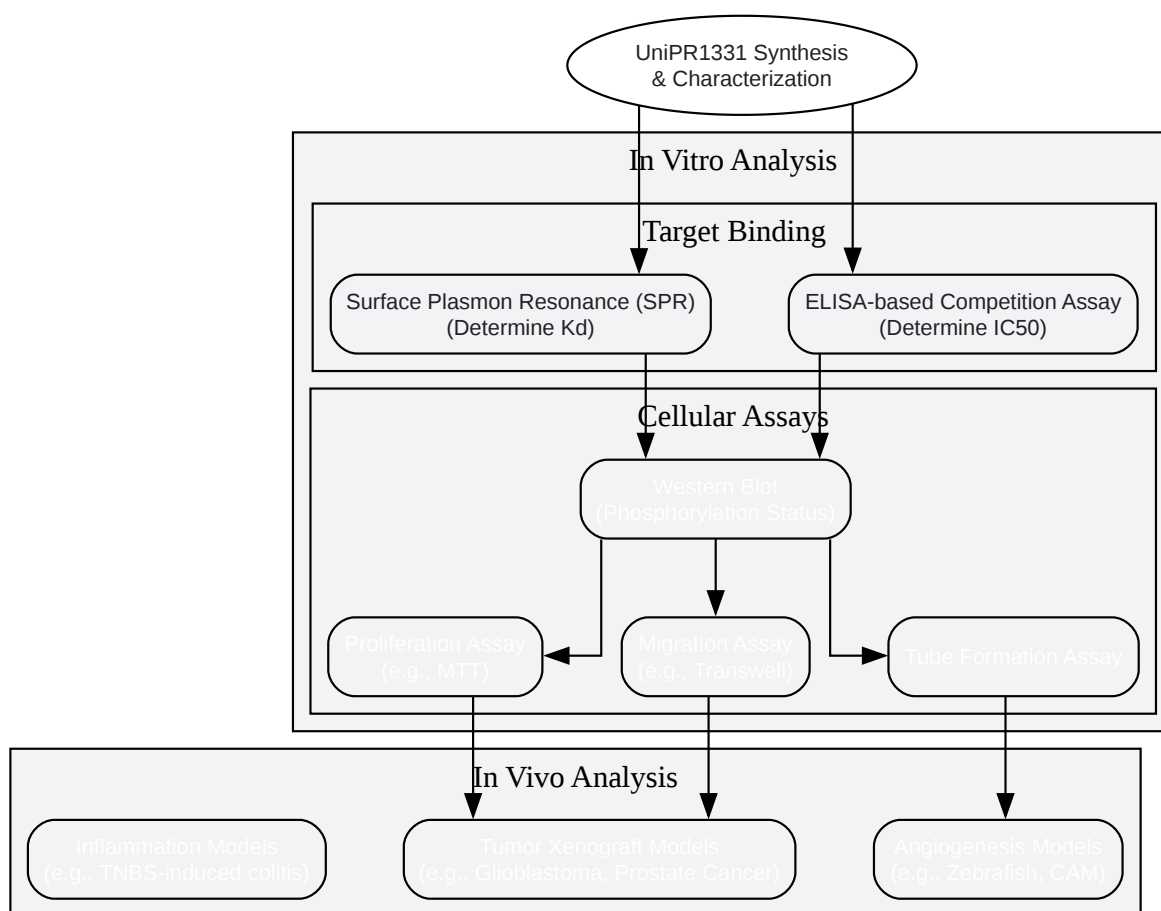 UniPR1331 Synthesis
& Characterization
In Vitro Analysis
Target Binding
Surface Plasmon Resonance (SPR)
(Determine Kd)
ELISA-based Competition Assay
(Determine IC50)
Cellular Assays
Western Blot
(Phosphorylation Status)
Proliferation Assay
(e.g., MTT)
Migration Assay
(e.g., Transwell)
Tube Formation Assay
In Vivo Analysis
Inflammation Models
(e.g., TNBS-induced colitis)
Tumor Xenograft Models
(e.g., Glioblastoma, Prostate Cancer)
Angiogenesis Models
(e.g., Zebrafish, CAM)